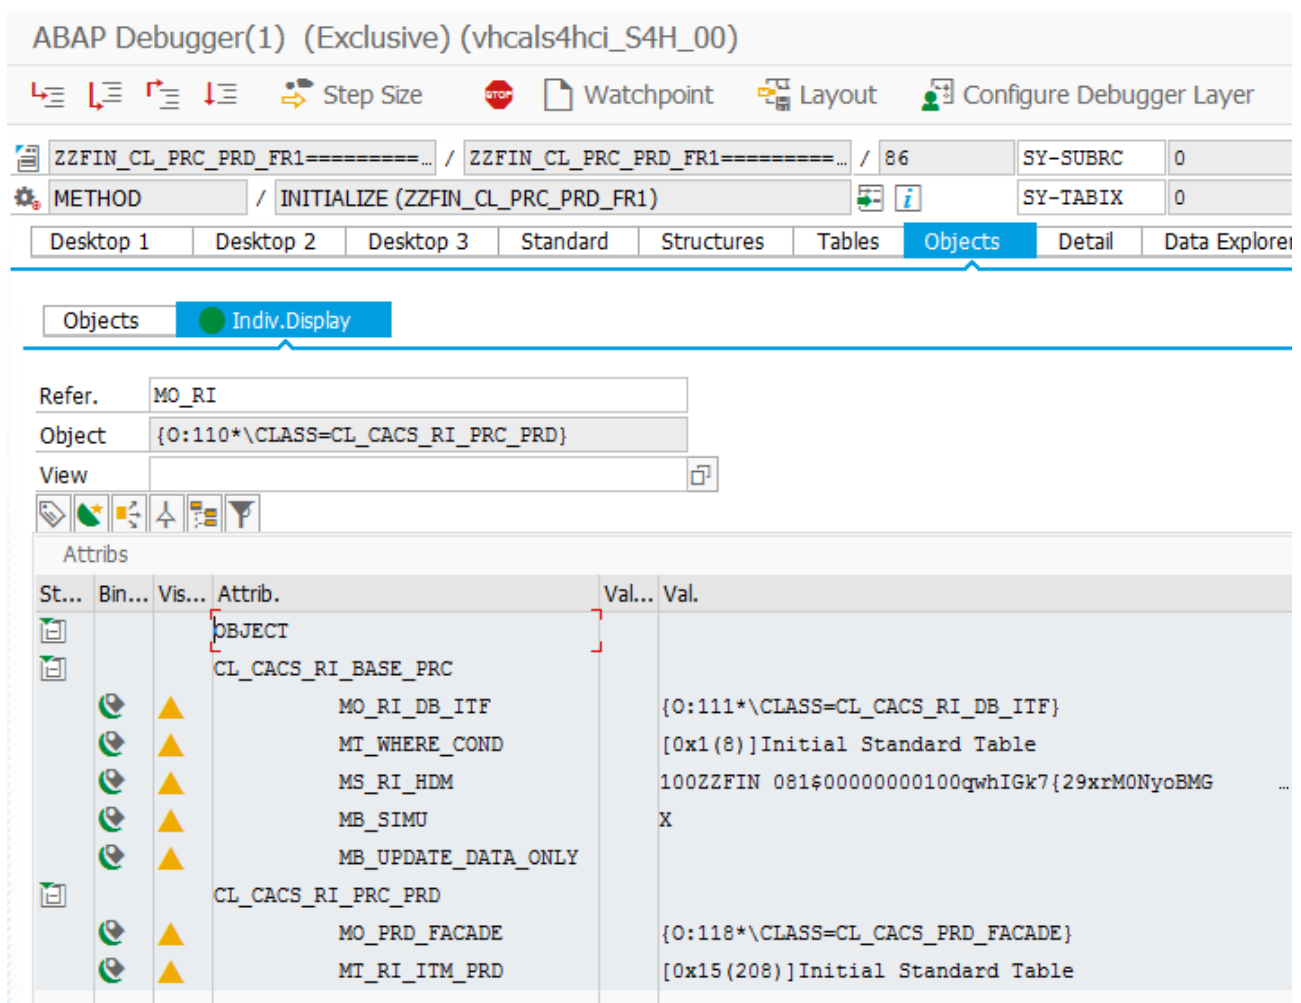 ABAP Debugger(1) (Exclusive) (vhcals4hci_S4H_00)
Step Size STOP Watchpoint Layout Configure Debugger Layer
ZZFIN_CL_PRC_PRD_FR1=========… / ZZFIN_CL_PRC_PRD_FR1=========… / 86 SY-SUBRC 0
METHOD / INITIALIZE (ZZFIN_CL_PRC_PRD_FR1) SY-TABIX 0
Desktop 1 Desktop 2 Desktop 3 Standard Structures Tables Objects Detail Data Explorer
Objects Indiv.Display
Refer. MO_RI
Object {O:110*\CLASS=CL_CACS_RI_PRC_PRD}
View
Attribs
St... Bin... Vis... Attrib. Val... Val.
OBJECT
CL_CACS_RI_BASE_PRC
MO_RI_DB_ITF {O:111*\CLASS=CL_CACS_RI_DB_ITF}
MT_WHERE_COND [0x1(8)]Initial Standard Table
MS_RI_HDM 100ZZFIN 081$00000000100qwhIGk7{29xrM0NyoBMG …
MB_SIMU X
MB_UPDATE_DATA_ONLY
CL_CACS_RI_PRC_PRD
MO_PRD_FACADE {O:118*\CLASS=CL_CACS_PRD_FACADE}
MT_RI_ITM_PRD [0x15(208)]Initial Standard Table